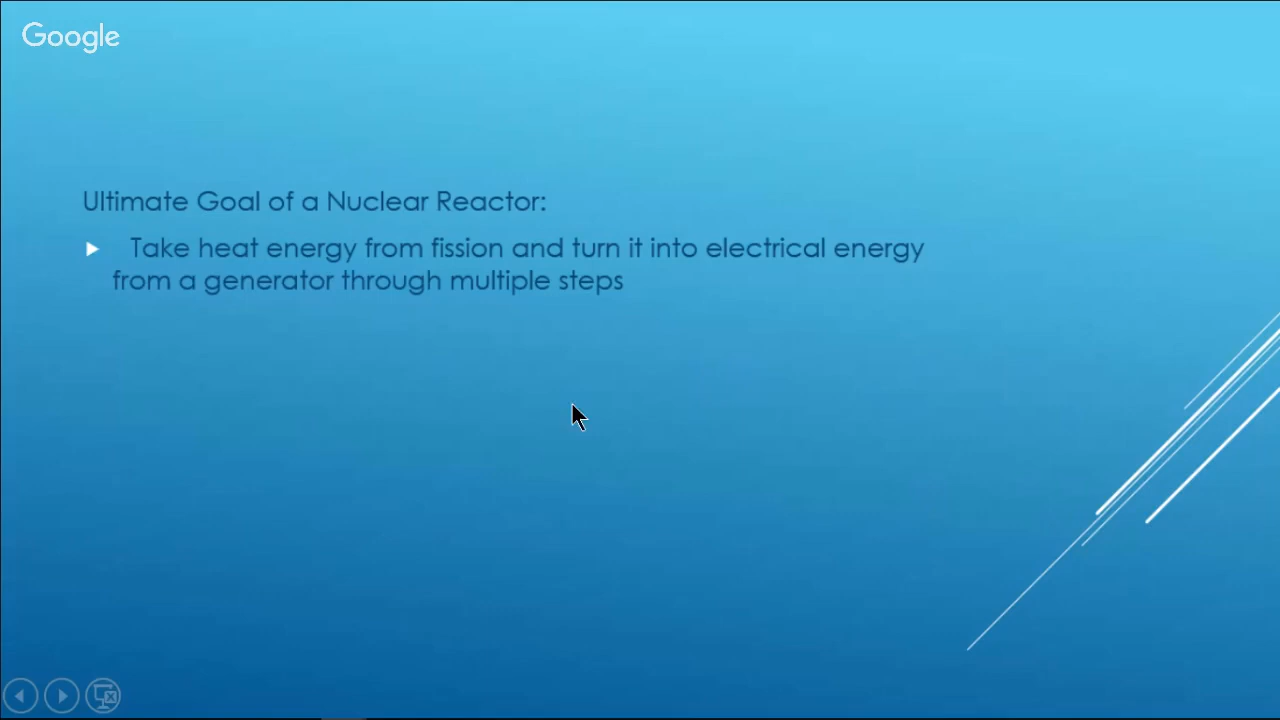 Google
Ultimate Goal of a Nuclear Reactor:
Take heat energy from fission and turn it into electrical energy
from a generator through multiple steps